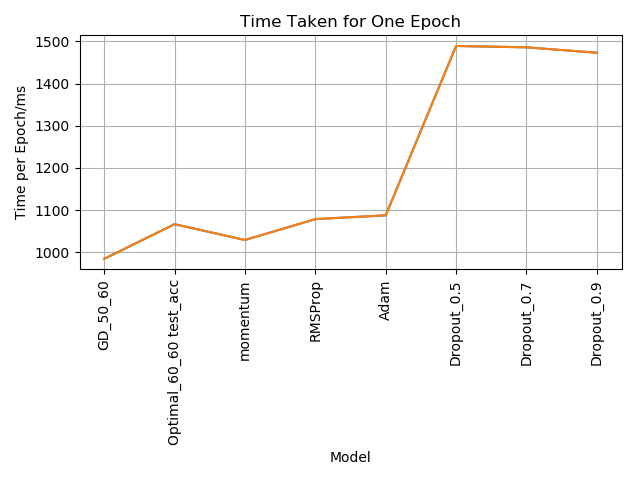 Time Taken for One Epoch
Time per Epoch/ms
1500
1400
1300
1200
1100
1000
GD_50_60
Optimal_60_60 test_acc
momentum
RMSProp
Adam
Dropout_0.5
Dropout_0.7
Dropout_0.9
Model